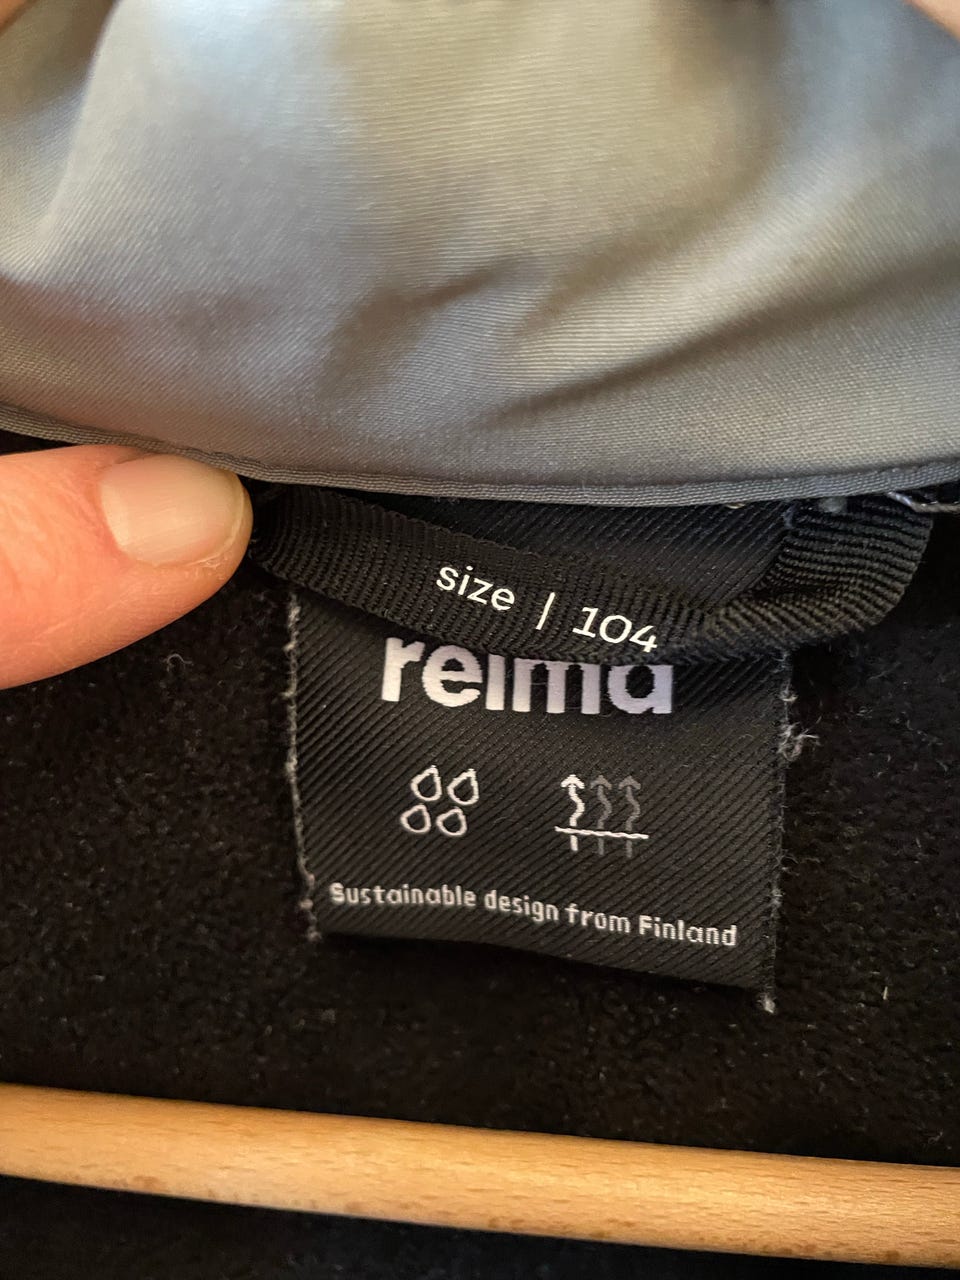 size / 104
reima
Sustainable design from Finland